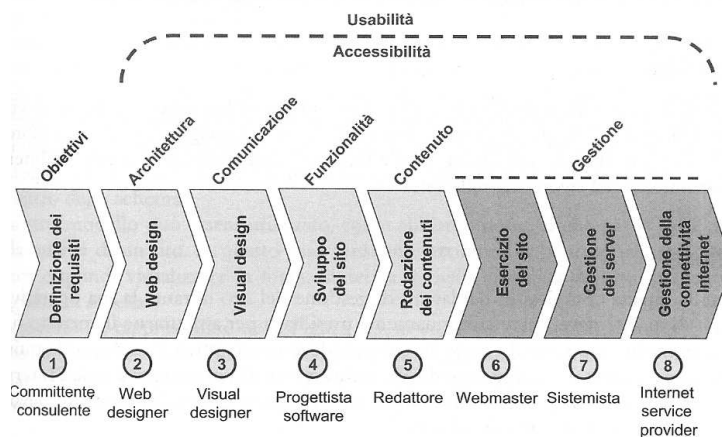 Usabilità
Accessibilità
Obiettivi
Architettura
Comunicazione
Funzionalità
Contenuto
Gestione
Definizione dei
requisiti
Web design
Visual design
Sviluppo
del sito
Redazione
dei contenuti
Esercizio
del sito
Gestione
dei server
Gestione della
connettività
Internet
1
2
3
4
5
6
7
8
Committente
consulente
Web
designer
Visual
designer
Progettista
software
Redattore
Webmaster
Sistemista
Internet
service
provider